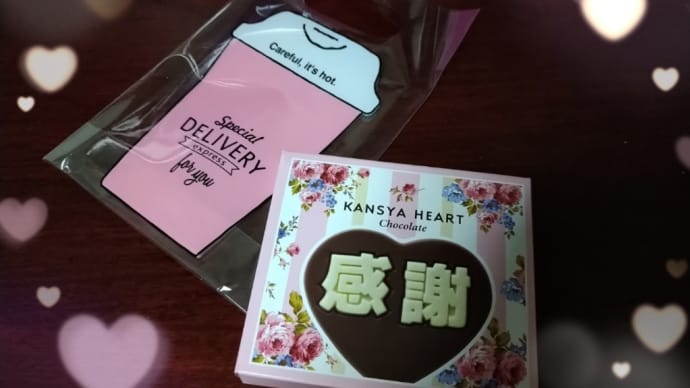 Careful, it's hot.
Special
DELIVERY
express
for you
KANSYA HEART
Chocolate
感謝